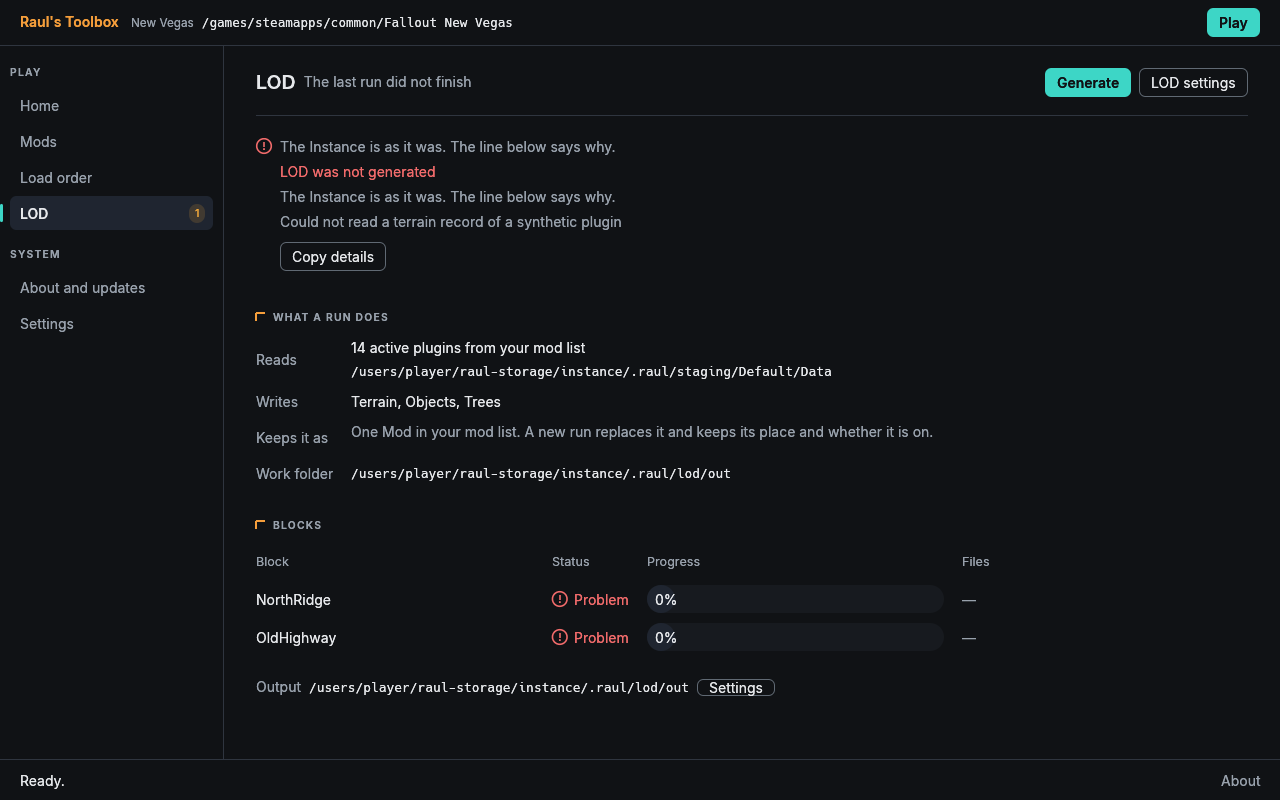 Raul's Toolbox New Vegas /games/steamapps/common/Fallout New Vegas Play
PLAY
Home
Mods
Load order
LOD 1
SYSTEM
About and updates
Settings
LOD The last run did not finish Generate LOD settings
The Instance is as it was. The line below says why.
LOD was not generated
The Instance is as it was. The line below says why.
Could not read a terrain record of a synthetic plugin
Copy details
WHAT A RUN DOES
Reads 14 active plugins from your mod list
/users/player/raul-storage/instance/.raul/staging/Default/Data
Writes Terrain, Objects, Trees
Keeps it as One Mod in your mod list. A new run replaces it and keeps its place and whether it is on.
Work folder /users/player/raul-storage/instance/.raul/lod/out
BLOCKS
Block Status Progress Files
NorthRidge Problem 0% —
OldHighway Problem 0% —
Output /users/player/raul-storage/instance/.raul/lod/out Settings
Ready. About